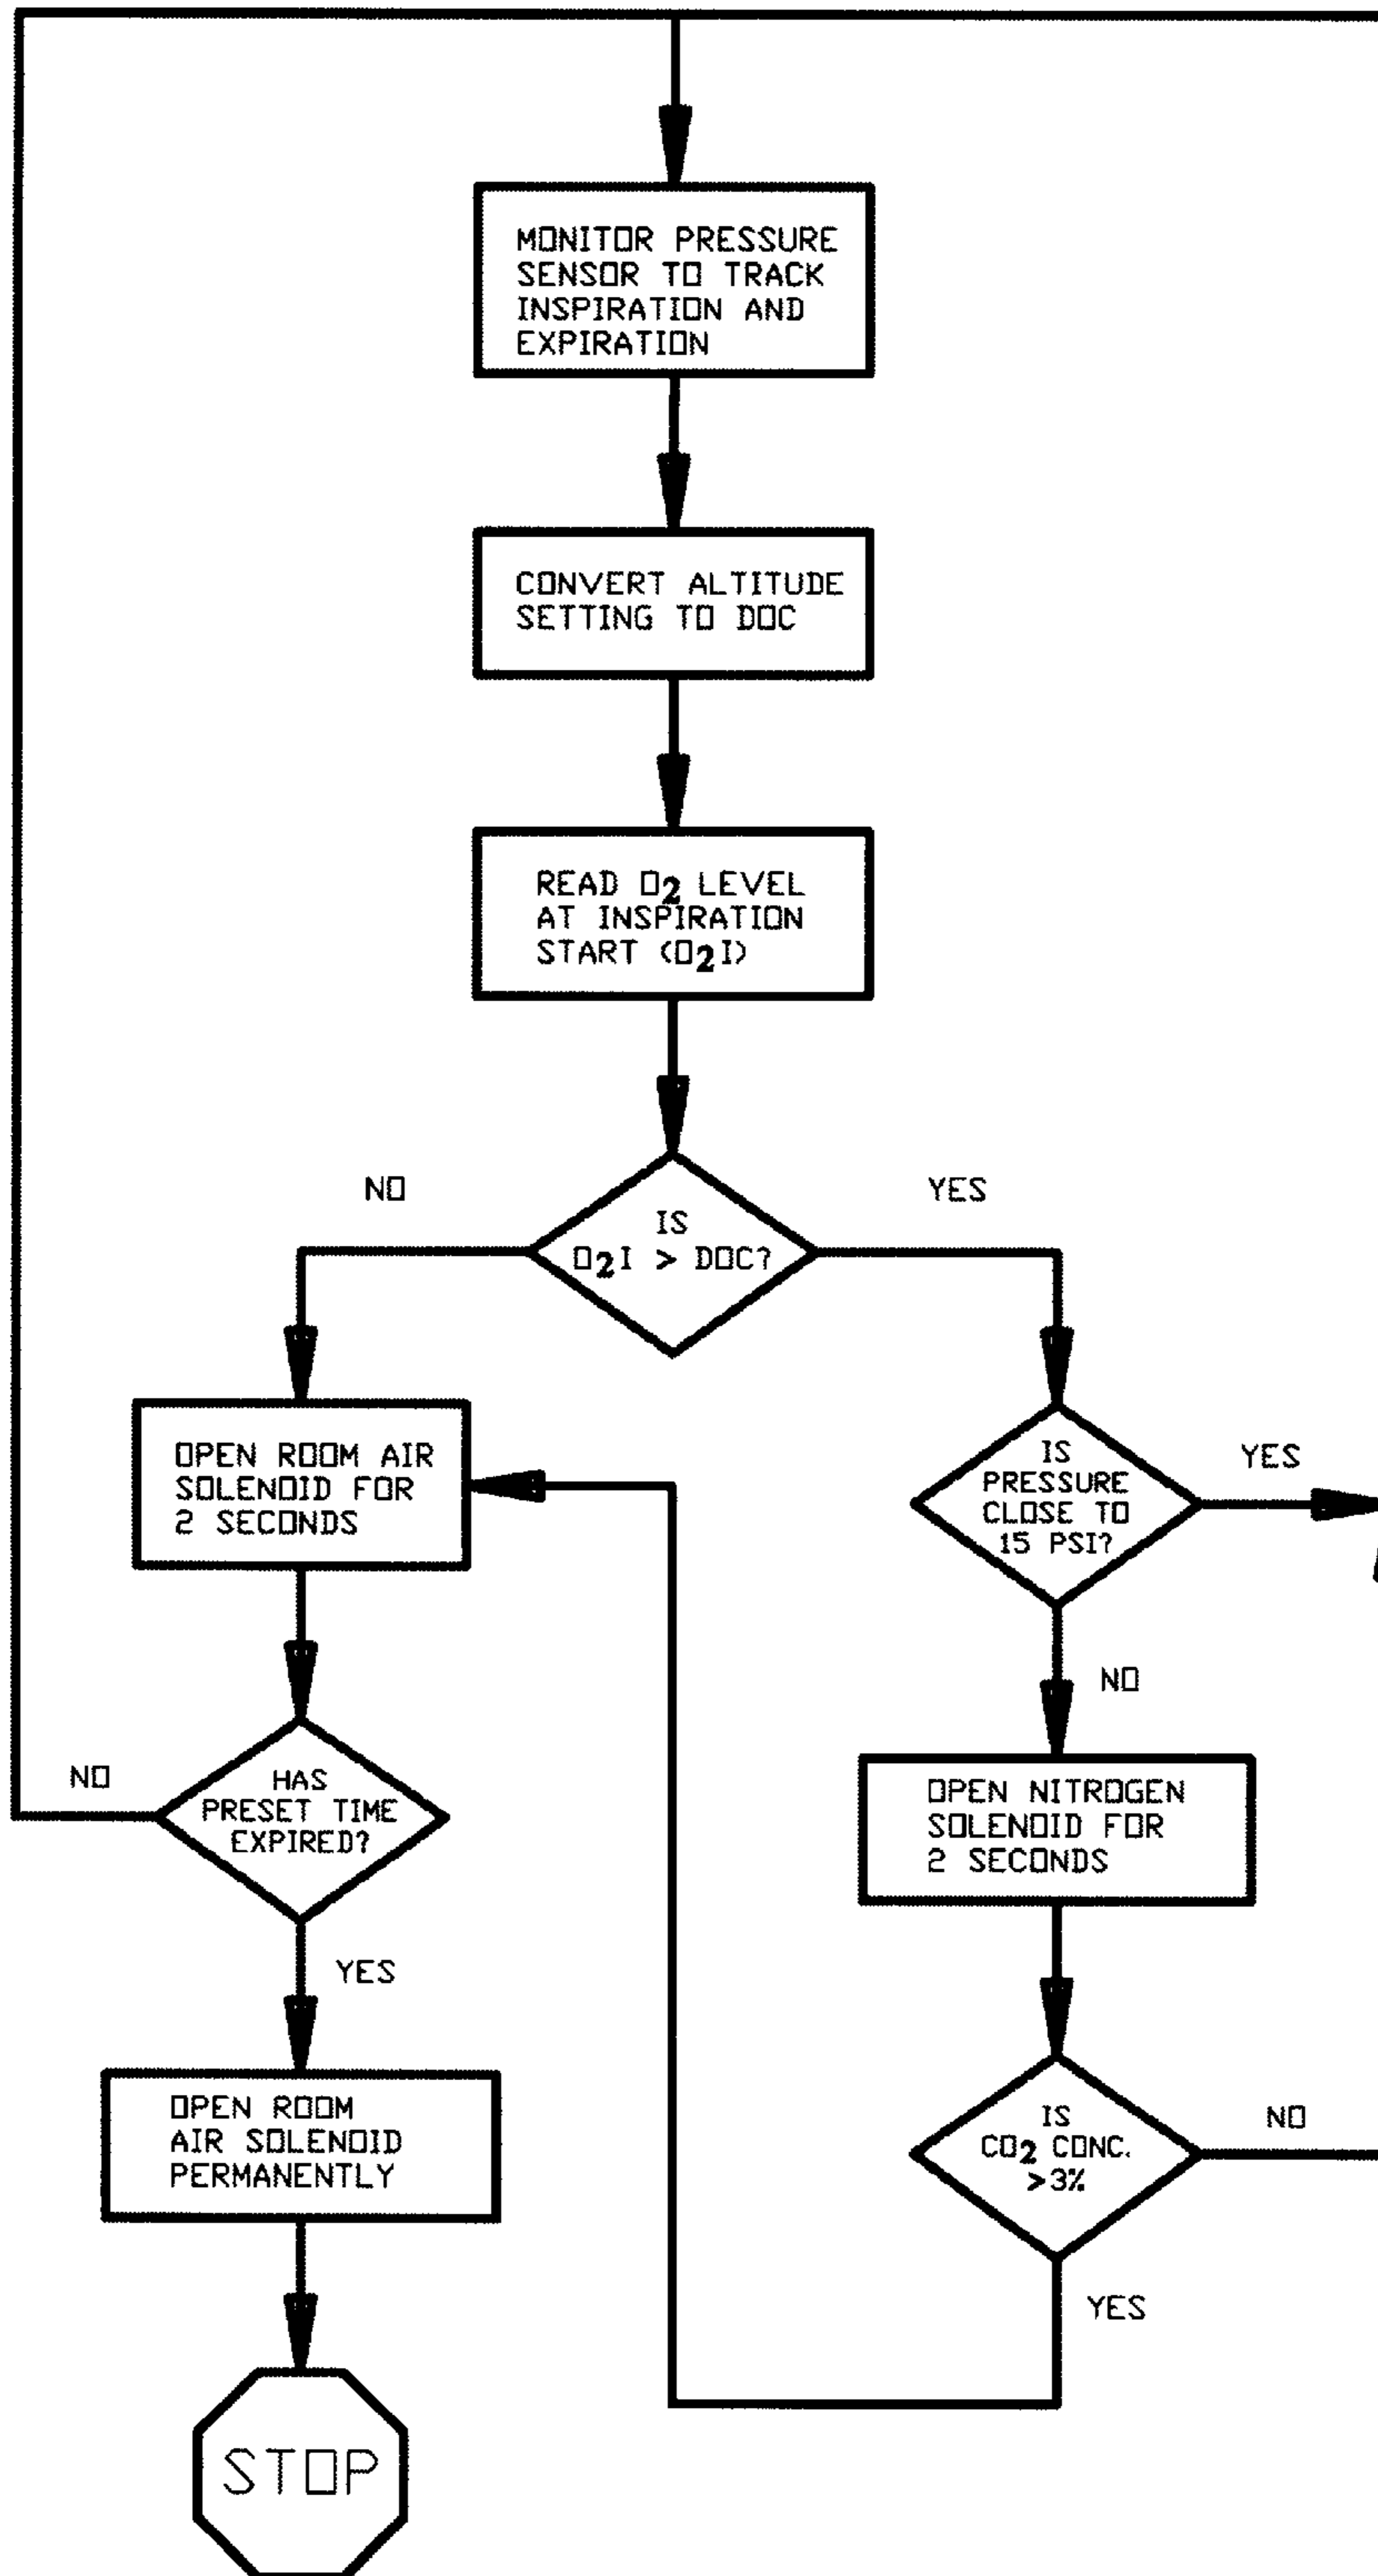 MONITOR PRESSURE
SENSOR TO TRACK
INSPIRATION AND
EXPIRATION
CONVERT ALTITUDE
SETTING TO DOC
READ O2 LEVEL
AT INSPIRATION
START (O2I)
NO
YES
IS
O2I > DOC?
OPEN ROOM AIR
SOLENOID FOR
2 SECONDS
IS
PRESSURE
CLOSE TO
15 PSI?
YES
NO
NO
HAS
PRESET TIME
EXPIRED?
OPEN NITROGEN
SOLENOID FOR
2 SECONDS
YES
OPEN ROOM
AIR SOLENOID
PERMANENTLY
IS
CO2 CONC.
>3%
NO
YES
STOP